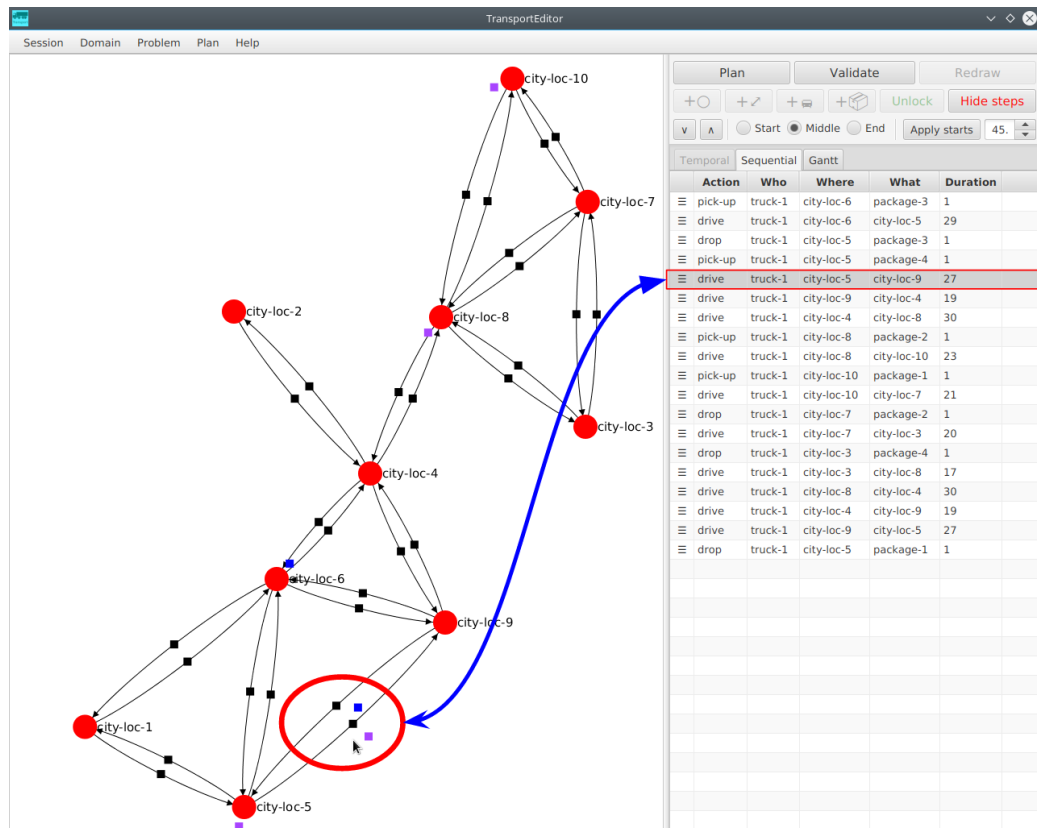 TransportEditor
Session Domain Problem Plan Help
Plan Validate Redraw
Unlock Hide steps
∨ ∧ Start Middle End Apply starts 45.
Temporal Sequential Gantt
Action Who Where What Duration
pick-up truck-1 city-loc-6 package-3 1
drive truck-1 city-loc-6 city-loc-5 29
drop truck-1 city-loc-5 package-3 1
pick-up truck-1 city-loc-5 package-4 1
drive truck-1 city-loc-5 city-loc-9 27
drive truck-1 city-loc-9 city-loc-4 19
drive truck-1 city-loc-4 city-loc-8 30
pick-up truck-1 city-loc-8 package-2 1
drive truck-1 city-loc-8 city-loc-10 23
pick-up truck-1 city-loc-10 package-1 1
drive truck-1 city-loc-10 city-loc-7 21
drop truck-1 city-loc-7 package-2 1
drive truck-1 city-loc-7 city-loc-3 20
drop truck-1 city-loc-3 package-4 1
drive truck-1 city-loc-3 city-loc-8 17
drive truck-1 city-loc-8 city-loc-4 30
drive truck-1 city-loc-4 city-loc-9 19
drive truck-1 city-loc-9 city-loc-5 27
drop truck-1 city-loc-5 package-1 1
city-loc-10
city-loc-7
city-loc-2
city-loc-8
city-loc-3
city-loc-4
city-loc-6
city-loc-9
city-loc-1
city-loc-5